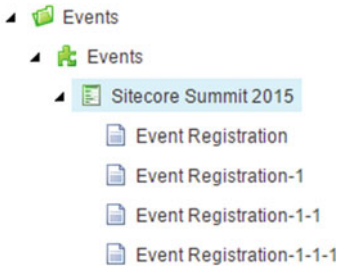 Events
Events
Sitecore Summit 2015
Event Registration
Event Registration-1
Event Registration-1-1
Event Registration-1-1-1